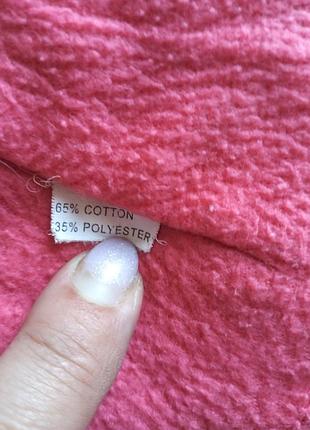 65% COTTON
35% POLYESTER